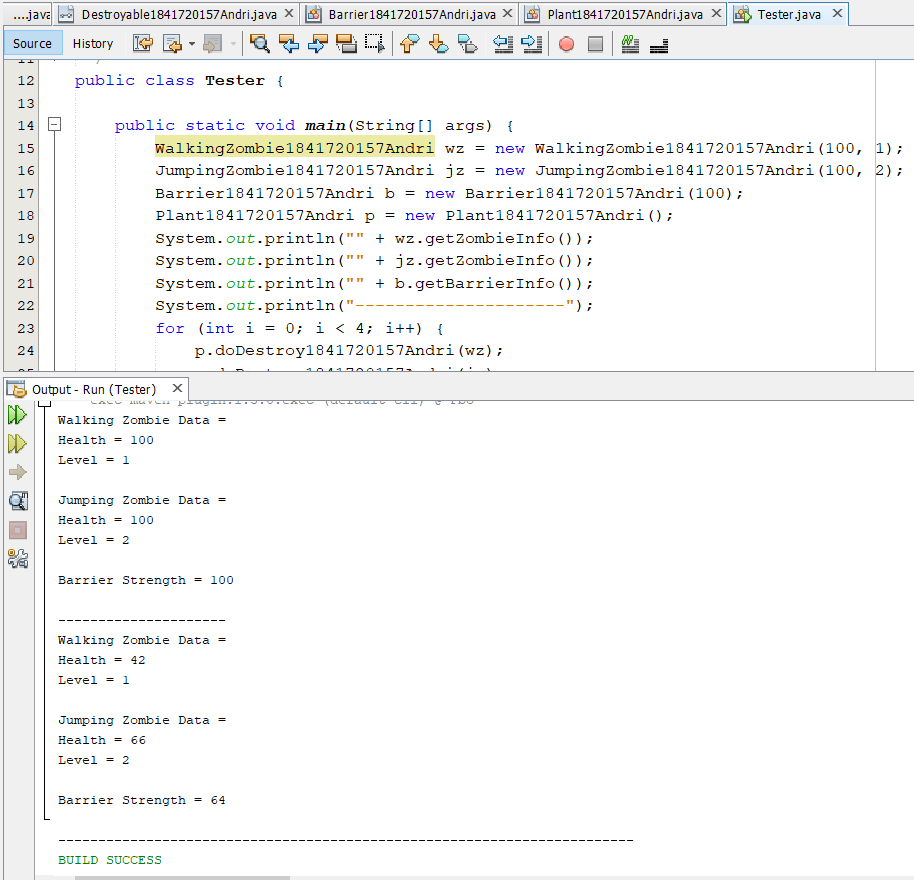 ....java Destroyable1841720157Andri.java Barrier1841720157Andri.java Plant1841720157Andri.java Tester.java
Source History
11
12 public class Tester {
13
14 public static void main(String[] args) {
15 WalkingZombie1841720157Andri wz = new WalkingZombie1841720157Andri(100, 1);
16 JumpingZombie1841720157Andri jz = new JumpingZombie1841720157Andri(100, 2);
17 Barrier1841720157Andri b = new Barrier1841720157Andri(100);
18 Plant1841720157Andri p = new Plant1841720157Andri();
19 System.out.println("" + wz.getZombieInfo());
20 System.out.println("" + jz.getZombieInfo());
21 System.out.println("" + b.getBarrierInfo());
22 System.out.println("---------------------");
23 for (int i = 0; i < 4; i++) {
24 p.doDestroy1841720157Andri(wz);
Output - Run (Tester)
Walking Zombie Data =
Health = 100
Level = 1
Jumping Zombie Data =
Health = 100
Level = 2
Barrier Strength = 100
---------------------
Walking Zombie Data =
Health = 42
Level = 1
Jumping Zombie Data =
Health = 66
Level = 2
Barrier Strength = 64
------------------------------------------------------------------------
BUILD SUCCESS